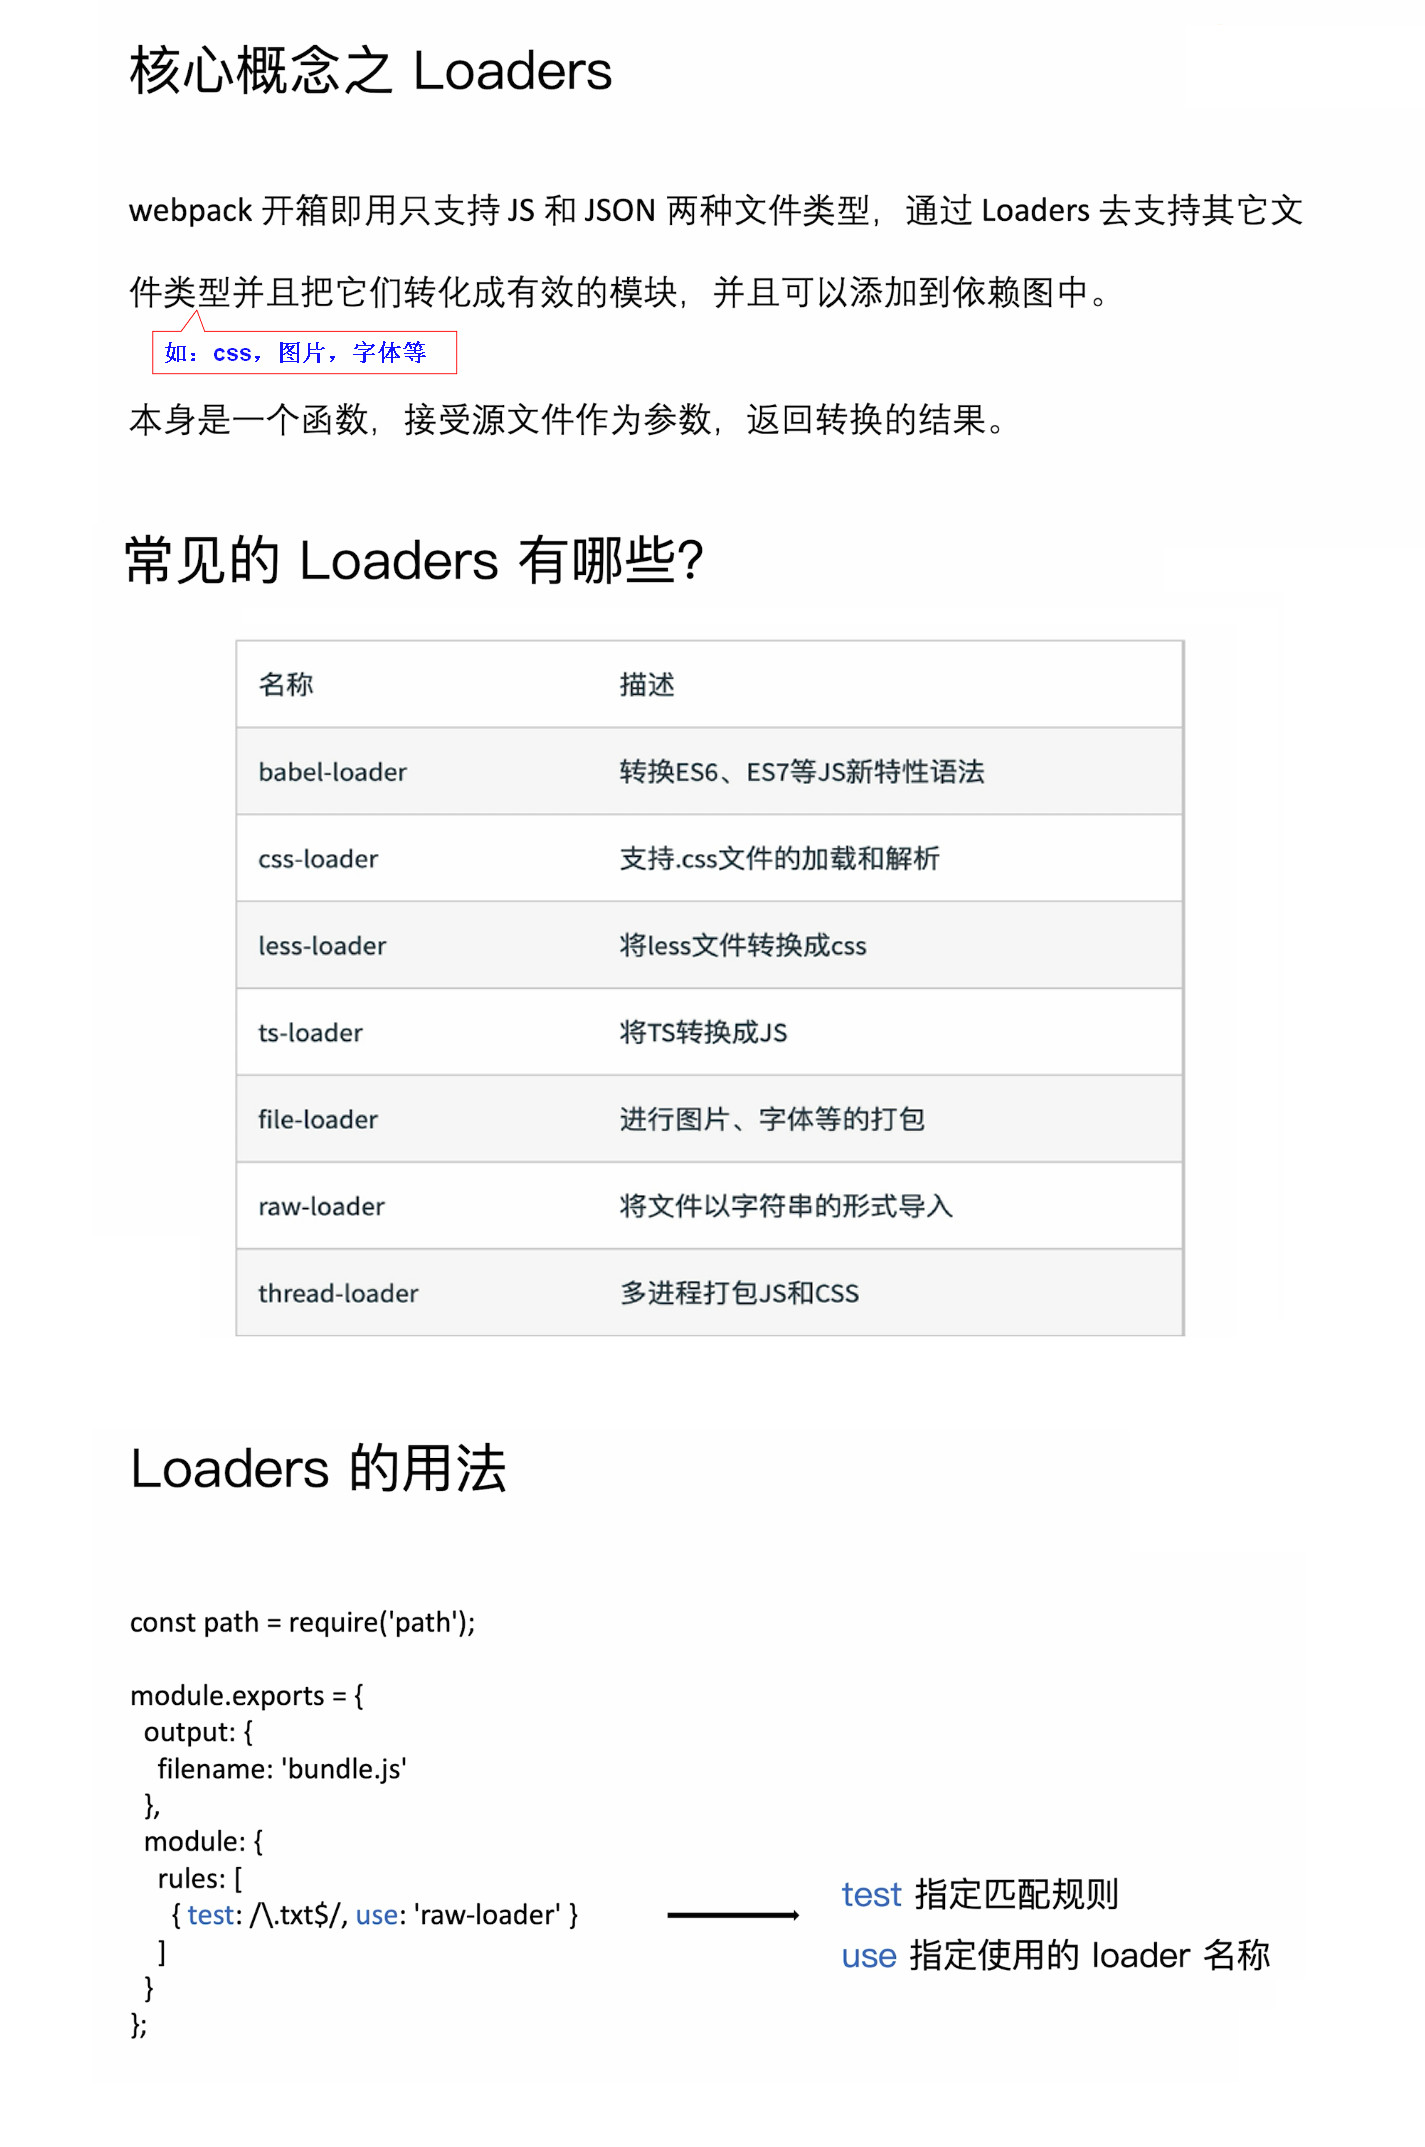 核心概念之 Loaders
webpack 开箱即用只支持 JS 和 JSON 两种文件类型，通过 Loaders 去支持其它文
件类型并且把它们转化成有效的模块，并且可以添加到依赖图中。
如：css，图片，字体等
本身是一个函数，接受源文件作为参数，返回转换的结果。
常见的 Loaders 有哪些？
名称 描述
babel-loader 转换ES6、ES7等JS新特性语法
css-loader 支持.css文件的加载和解析
less-loader 将less文件转换成css
ts-loader 将TS转换成JS
file-loader 进行图片、字体等的打包
raw-loader 将文件以字符串的形式导入
thread-loader 多进程打包JS和CSS
Loaders 的用法
const path = require('path');
module.exports = {
output: {
filename: 'bundle.js'
},
module: {
rules: [
{ test: /\.txt$/, use: 'raw-loader' }
]
}
};
test 指定匹配规则
use 指定使用的 loader 名称